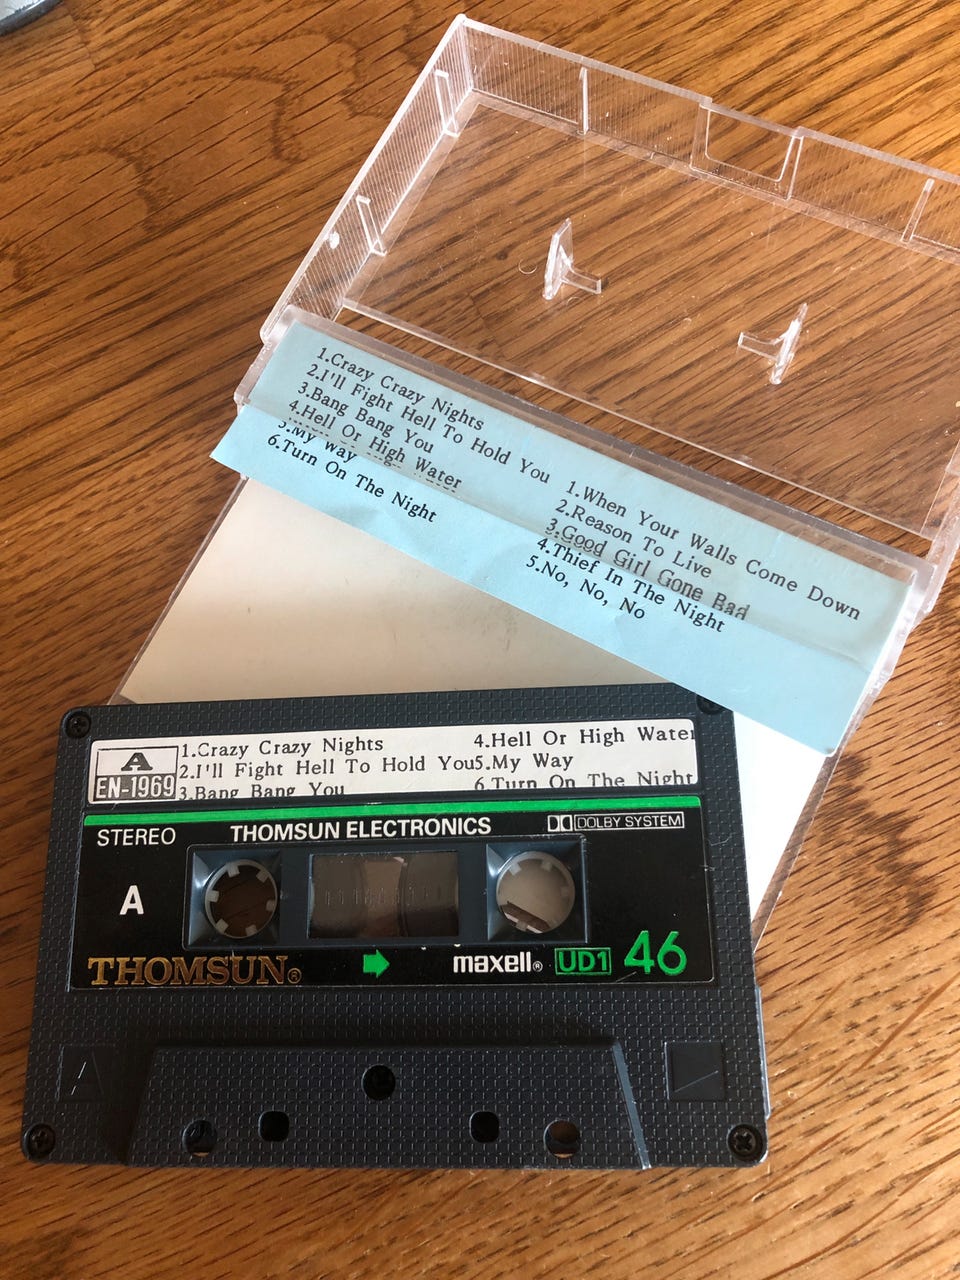 1.Crazy Crazy Nights
2.I'll Fight Hell To Hold You
3.Bang Bang You
4.Hell Or High Water
5.My Way
6.Turn On The Night
1.When Your Walls Come Down
2.Reason To Live
3.Good Girl Gone Bad
4.Thief In The Night
5.No, No, No
A
EN-1969
1.Crazy Crazy Nights
2.I'll Fight Hell To Hold You
3.Bang Bang You
4.Hell Or High Water
5.My Way
6.Turn On The Night
STEREO THOMSUN ELECTRONICS DOLBY SYSTEM
A
THOMSUN® maxell® UD1 46
A